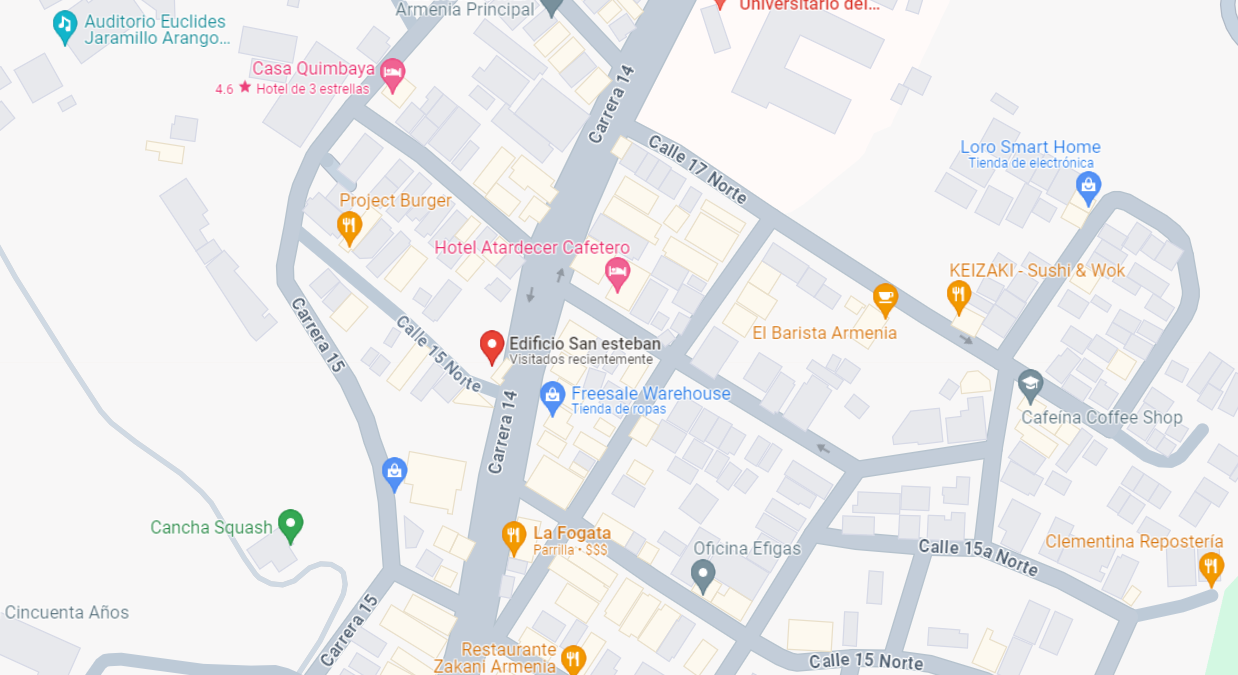 Universitario del...
Armenia Principal
Auditorio Euclides
Jaramillo Arango...
Casa Quimbaya
4.6 ★ Hotel de 3 estrellas
Carrera 14
Calle 17 Norte
Loro Smart Home
Tienda de electrónica
Project Burger
Hotel Atardecer Cafetero
KEIZAKI - Sushi & Wok
El Barista Armenia
Carrera 15
Calle 15 Norte
Edificio San esteban
Visitados recientemente
Freesale Warehouse
Tienda de ropas
Cafeína Coffee Shop
Carrera 14
Cancha Squash
La Fogata
Parrilla • $$$
Oficina Efigas
Calle 15a Norte
Clementina Repostería
Cincuenta Años
Carrera 15
Restaurante
Zakani Armenia
Calle 15 Norte